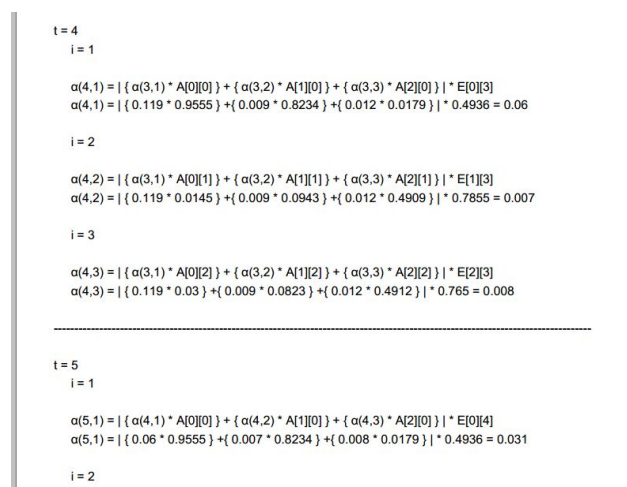 t = 4
i = 1
α(4,1) = | { α(3,1) * A[0][0] } + { α(3,2) * A[1][0] } + { α(3,3) * A[2][0] } | * E[0][3]
α(4,1) = | { 0.119 * 0.9555 } +{ 0.009 * 0.8234 } +{ 0.012 * 0.0179 } | * 0.4936 = 0.06
i = 2
α(4,2) = | { α(3,1) * A[0][1] } + { α(3,2) * A[1][1] } + { α(3,3) * A[2][1] } | * E[1][3]
α(4,2) = | { 0.119 * 0.0145 } +{ 0.009 * 0.0943 } +{ 0.012 * 0.4909 } | * 0.7855 = 0.007
i = 3
α(4,3) = | { α(3,1) * A[0][2] } + { α(3,2) * A[1][2] } + { α(3,3) * A[2][2] } | * E[2][3]
α(4,3) = | { 0.119 * 0.03 } +{ 0.009 * 0.0823 } +{ 0.012 * 0.4912 } | * 0.765 = 0.008
t = 5
i = 1
α(5,1) = | { α(4,1) * A[0][0] } + { α(4,2) * A[1][0] } + { α(4,3) * A[2][0] } | * E[0][4]
α(5,1) = | { 0.06 * 0.9555 } +{ 0.007 * 0.8234 } +{ 0.008 * 0.0179 } | * 0.4936 = 0.031
i = 2